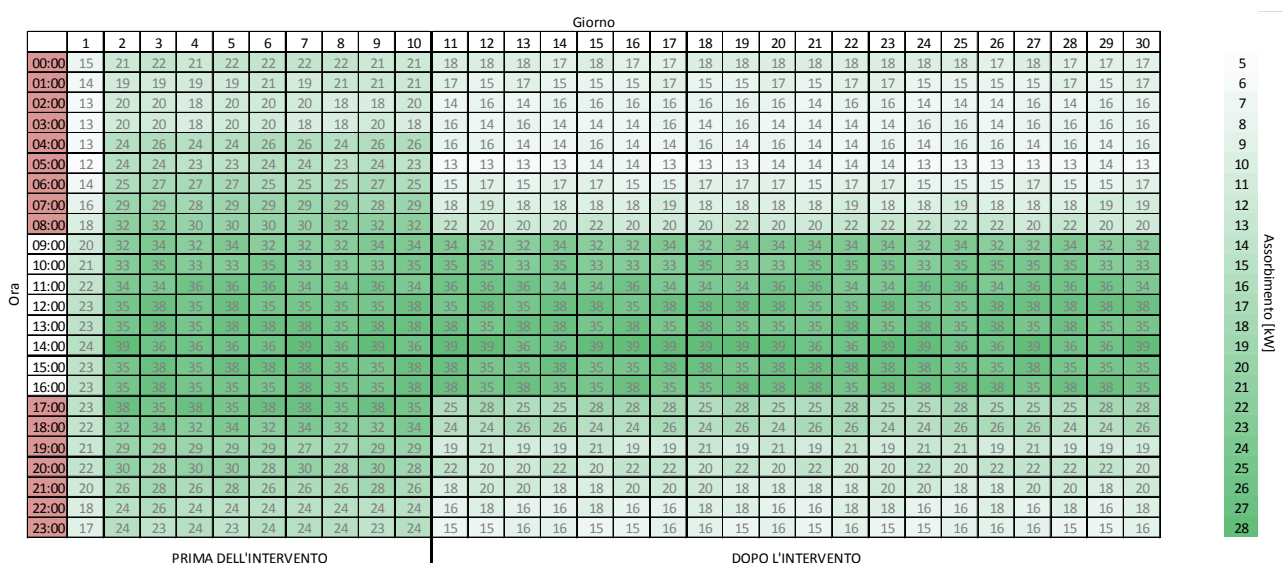 Giorno
1 2 3 4 5 6 7 8 9 10 11 12 13 14 15 16 17 18 19 20 21 22 23 24 25 26 27 28 29 30
00:00 15 21 22 21 22 22 22 22 21 21 18 18 18 17 18 17 17 18 18 18 17 18 18 18 18 17 18 17 17 17
01:00 14 19 19 19 19 21 19 21 21 21 17 15 17 15 15 17 15 17 15 15 17 17 15 17 15 15 17 15 15 17
02:00 13 20 20 18 20 20 20 18 18 20 14 16 14 16 16 16 16 16 16 16 14 16 16 14 14 14 16 14 16 16
03:00 13 20 20 18 20 20 18 18 20 18 16 14 16 14 14 14 16 14 16 14 14 14 14 16 16 14 16 14 16 16
04:00 13 24 26 24 24 26 26 24 26 26 16 16 14 14 16 14 16 16 14 16 16 16 14 16 14 16 16 16 14 16
05:00 12 24 24 23 23 24 24 23 24 23 13 13 13 13 14 14 13 13 13 14 14 14 14 13 13 13 13 13 14 13
06:00 14 25 27 27 27 25 25 25 27 25 15 17 15 17 17 15 15 17 17 17 15 17 17 15 15 15 17 15 15 17
07:00 16 29 29 28 29 29 29 29 28 29 18 19 18 18 18 18 19 18 18 18 18 19 18 18 19 18 18 18 19 19
08:00 18 32 32 30 30 30 30 32 32 32 22 20 20 20 22 20 20 20 22 20 22 20 22 22 22 22 20 22 20 20
09:00 20 32 34 32 34 32 32 32 34 34 34 32 32 34 32 32 34 32 34 34 32 34 34 34 32 34 32 34 32 32
10:00 21 33 35 33 33 35 33 33 33 35 35 35 33 35 33 33 33 35 35 33 35 35 35 33 33 35 35 35 33 33
11:00 22 34 34 36 36 36 34 34 36 34 36 36 36 34 34 36 34 36 36 34 36 36 34 34 34 36 34 36 36 34
12:00 23 35 38 35 38 38 38 35 38 38 35 38 38 35 38 35 38 38 38 35 38 35 38 35 38 38 35 38 38 38
13:00 23 35 38 35 38 38 38 35 38 38 38 35 38 35 38 38 35 38 35 38 35 38 35 38 38 35 38 38 35 35
14:00 24 39 36 36 36 36 39 36 39 36 39 39 36 39 39 39 39 39 39 39 36 36 39 39 36 36 39 36 36 39
15:00 23 35 38 35 38 35 38 38 35 38 38 35 35 38 38 35 38 38 35 38 38 38 38 35 35 38 35 38 35 35
16:00 23 35 38 38 35 35 38 35 38 35 38 38 35 38 35 35 38 38 35 38 38 35 38 35 38 35 38 38 38 35
17:00 23 38 35 38 35 38 38 35 38 35 25 28 25 25 28 28 28 25 28 25 25 28 25 25 28 25 28 25 28 28
18:00 22 32 34 32 34 32 34 32 32 34 24 24 26 26 24 26 24 26 24 26 24 26 26 24 24 26 26 24 24 26
19:00 21 29 29 29 29 29 27 27 29 29 19 21 19 19 21 19 19 21 19 21 19 19 21 19 21 21 19 21 19 19
20:00 22 30 28 30 30 28 30 28 30 28 22 20 20 22 20 22 22 20 22 20 22 20 20 22 20 22 22 22 22 20
21:00 20 26 28 26 28 26 26 26 28 26 18 20 20 18 18 20 20 20 18 18 18 18 20 20 18 18 20 20 18 20
22:00 18 24 26 24 24 24 24 24 24 24 16 18 16 16 18 18 16 16 18 16 16 18 16 18 18 16 18 16 16 18
23:00 17 24 23 24 23 24 24 24 23 24 15 15 16 16 15 15 16 16 15 16 16 15 15 16 16 15 16 15 15 16
Ora
PRIMA DELL'INTERVENTO
DOPO L'INTERVENTO
5
6
7
8
9
10
11
12
13
14
15
16
17
18
19
20
21
22
23
24
25
26
27
28
Assorbimento [kW]